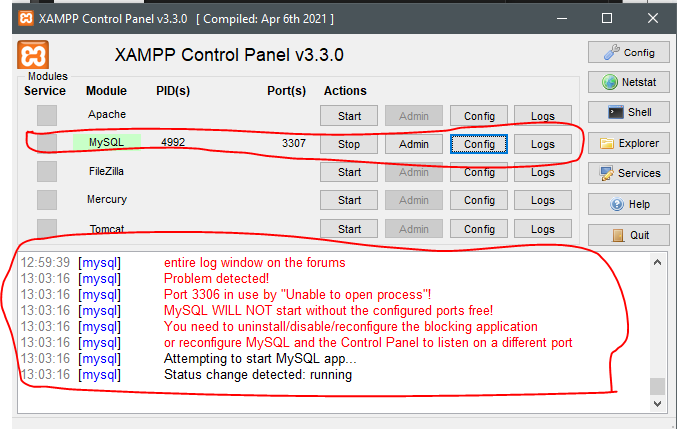 XAMPP Control Panel v3.3.0 [ Compiled: Apr 6th 2021 ]
XAMPP Control Panel v3.3.0
Config
Modules
Service Module PID(s) Port(s) Actions
Netstat
Apache Start Admin Config Logs
Shell
MySQL 4992 3307 Stop Admin Config Logs
Explorer
FileZilla Start Admin Config Logs
Services
Mercury Start Admin Config Logs
Help
Tomcat Start Admin Config Logs
Quit
12:59:39 [mysql] entire log window on the forums
13:03:16 [mysql] Problem detected!
13:03:16 [mysql] Port 3306 in use by "Unable to open process"!
13:03:16 [mysql] MySQL WILL NOT start without the configured ports free!
13:03:16 [mysql] You need to uninstall/disable/reconfigure the blocking application
13:03:16 [mysql] or reconfigure MySQL and the Control Panel to listen on a different port
13:03:16 [mysql] Attempting to start MySQL app...
13:03:16 [mysql] Status change detected: running